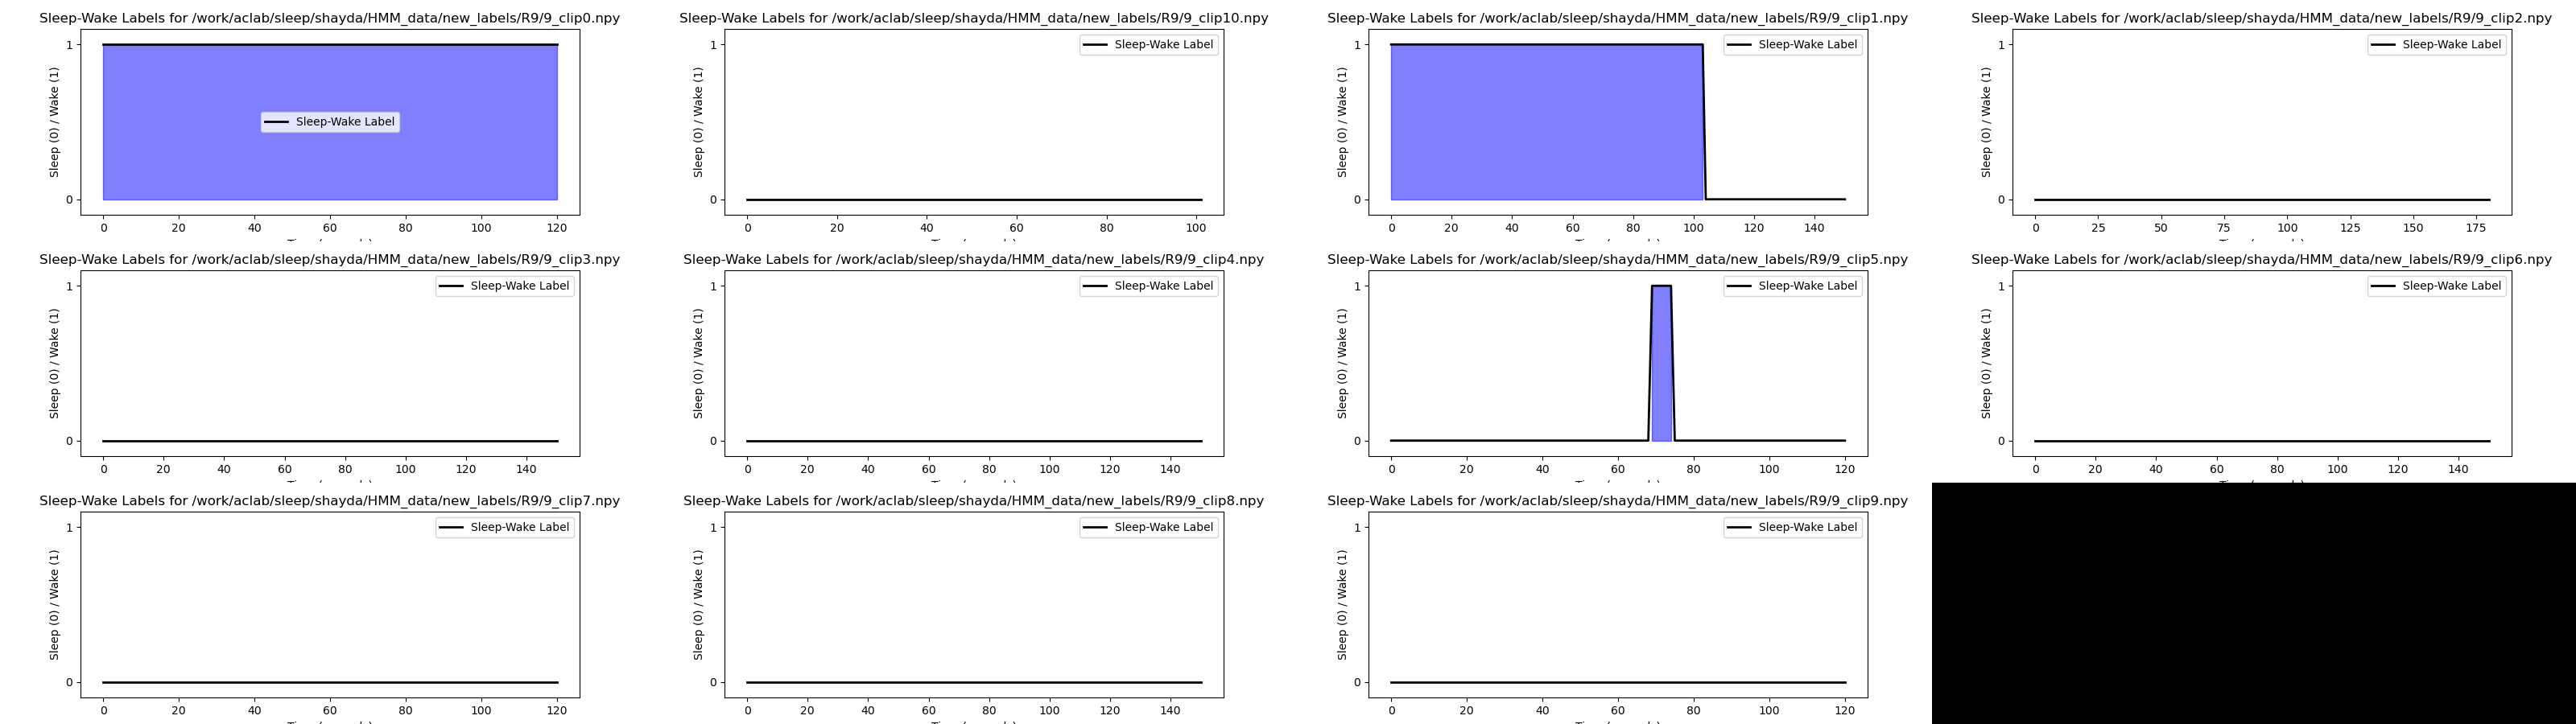 Sleep-Wake Labels for /work/aclab/sleep/shayda/HMM_data/new_labels/R9/9_clip0.npy
Sleep (0) / Wake (1)
1
0
Sleep-Wake Label
0 20 40 60 80 100 120
Sleep-Wake Labels for /work/aclab/sleep/shayda/HMM_data/new_labels/R9/9_clip10.npy
Sleep (0) / Wake (1)
1
0
Sleep-Wake Label
0 20 40 60 80 100
Sleep-Wake Labels for /work/aclab/sleep/shayda/HMM_data/new_labels/R9/9_clip1.npy
Sleep (0) / Wake (1)
1
0
Sleep-Wake Label
0 20 40 60 80 100 120 140
Sleep-Wake Labels for /work/aclab/sleep/shayda/HMM_data/new_labels/R9/9_clip2.npy
Sleep (0) / Wake (1)
1
0
Sleep-Wake Label
0 25 50 75 100 125 150 175
Sleep-Wake Labels for /work/aclab/sleep/shayda/HMM_data/new_labels/R9/9_clip3.npy
Sleep (0) / Wake (1)
1
0
Sleep-Wake Label
0 20 40 60 80 100 120 140
Sleep-Wake Labels for /work/aclab/sleep/shayda/HMM_data/new_labels/R9/9_clip4.npy
Sleep (0) / Wake (1)
1
0
Sleep-Wake Label
0 20 40 60 80 100 120 140
Sleep-Wake Labels for /work/aclab/sleep/shayda/HMM_data/new_labels/R9/9_clip5.npy
Sleep (0) / Wake (1)
1
0
Sleep-Wake Label
0 20 40 60 80 100 120
Sleep-Wake Labels for /work/aclab/sleep/shayda/HMM_data/new_labels/R9/9_clip6.npy
Sleep (0) / Wake (1)
1
0
Sleep-Wake Label
0 20 40 60 80 100 120 140
Sleep-Wake Labels for /work/aclab/sleep/shayda/HMM_data/new_labels/R9/9_clip7.npy
Sleep (0) / Wake (1)
1
0
Sleep-Wake Label
0 20 40 60 80 100 120
Sleep-Wake Labels for /work/aclab/sleep/shayda/HMM_data/new_labels/R9/9_clip8.npy
Sleep (0) / Wake (1)
1
0
Sleep-Wake Label
0 20 40 60 80 100 120 140
Sleep-Wake Labels for /work/aclab/sleep/shayda/HMM_data/new_labels/R9/9_clip9.npy
Sleep (0) / Wake (1)
1
0
Sleep-Wake Label
0 20 40 60 80 100 120